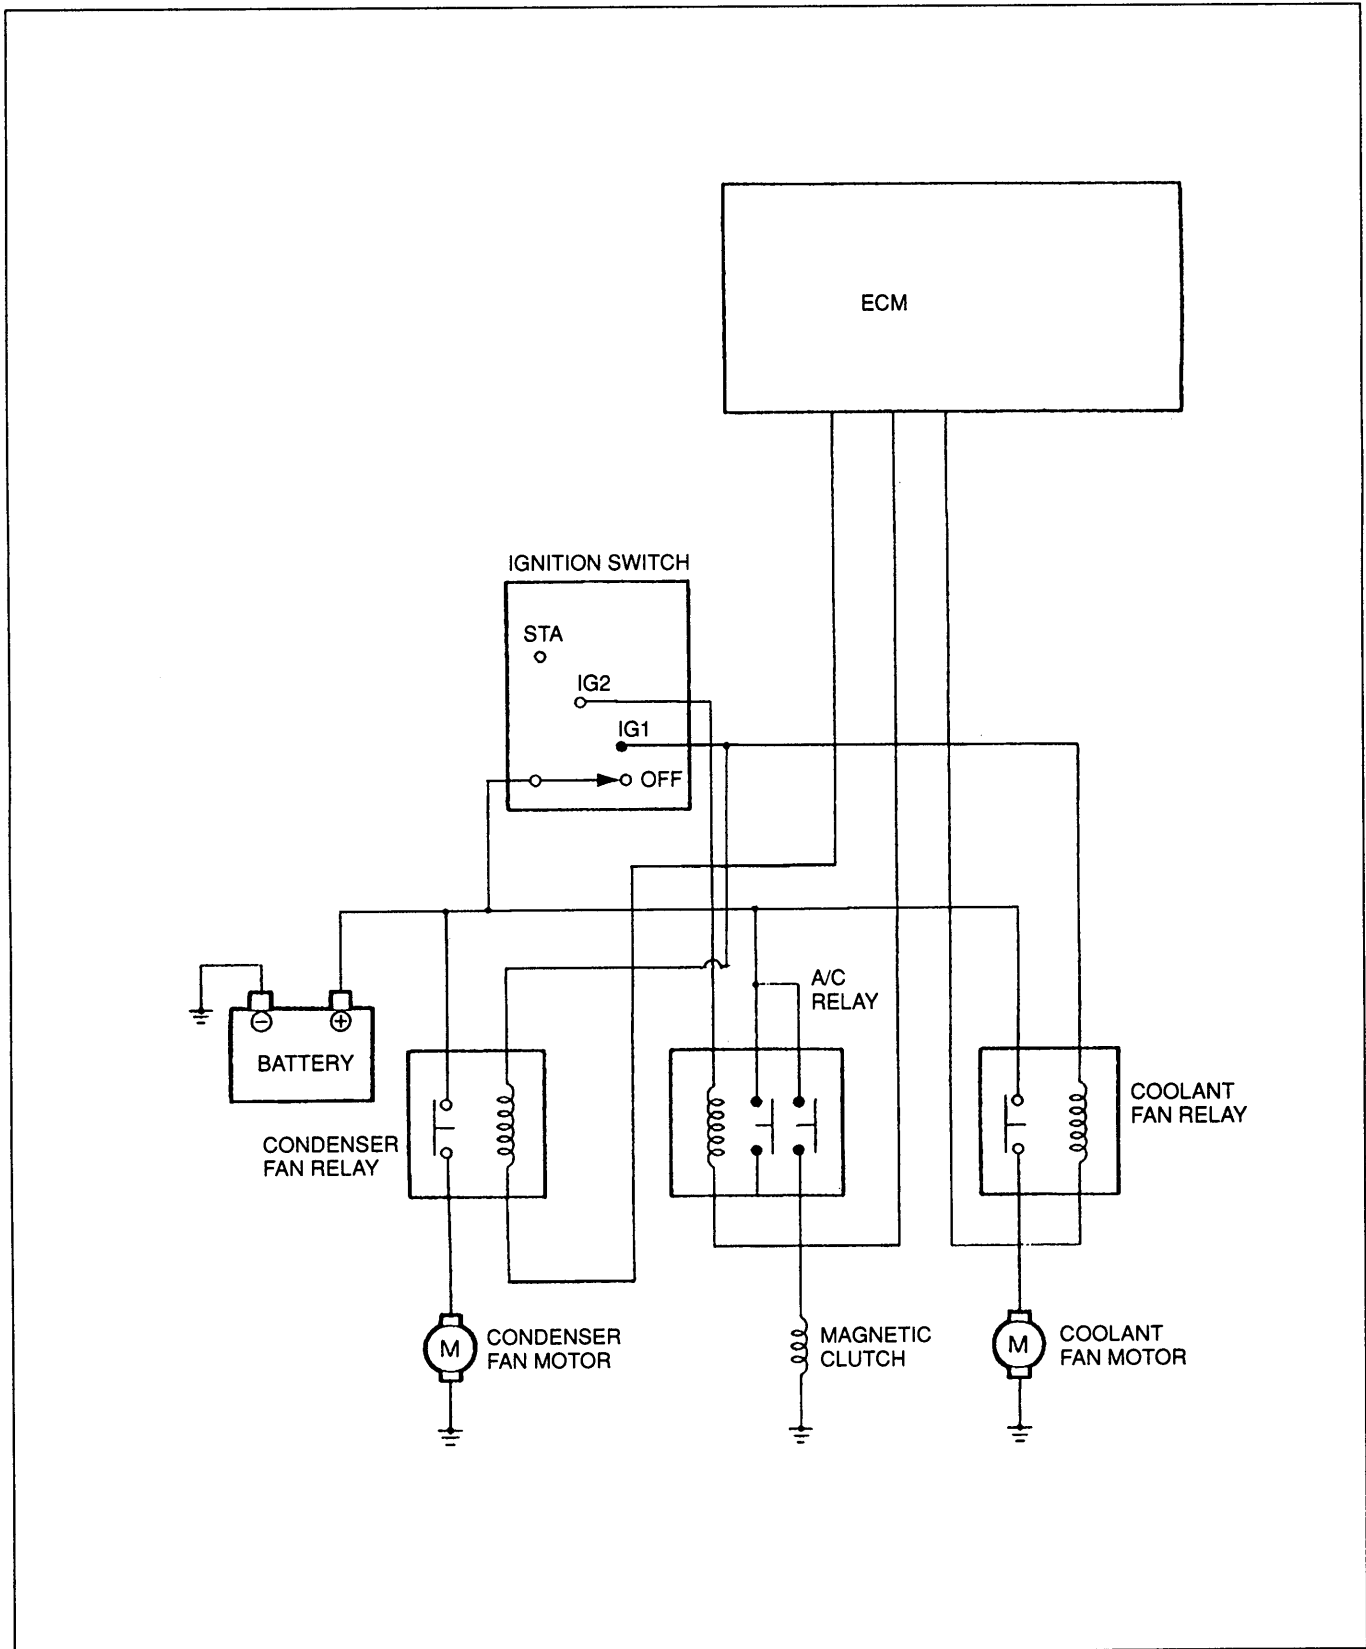 ECM
IGNITION SWITCH
STA
IG2
IG1
OFF
A/C
RELAY
BATTERY
CONDENSER
FAN RELAY
COOLANT
FAN RELAY
M
CONDENSER
FAN MOTOR
MAGNETIC
CLUTCH
M
COOLANT
FAN MOTOR